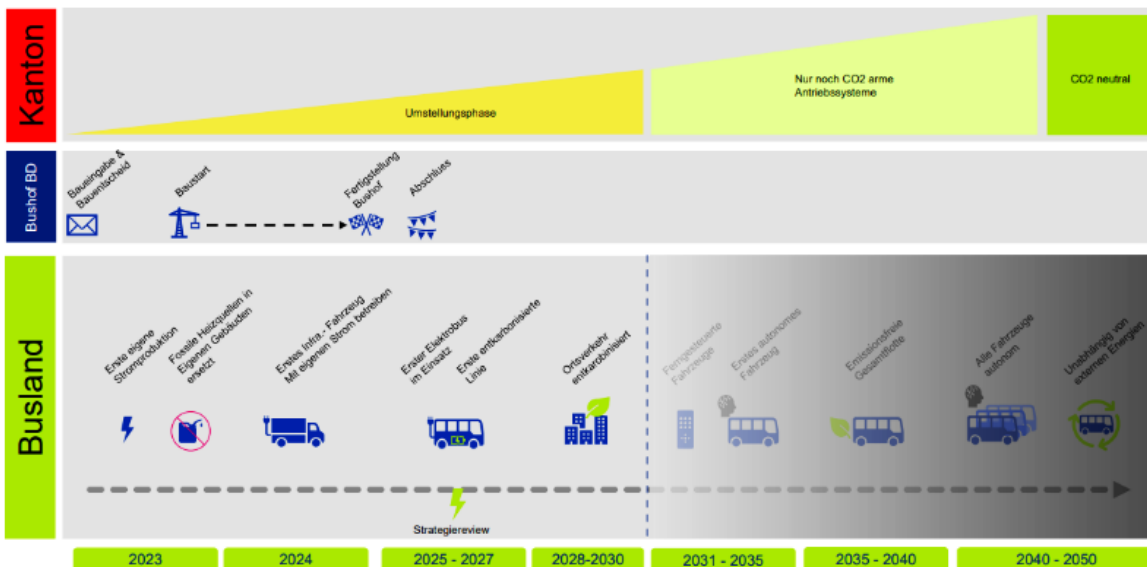 Kanton
Umstellungsphase
Nur noch CO2 arme
Antriebssysteme
CO2 neutral
Bushof BD
Baueingabe &
Bauentscheid
Baustart
Fertigstellung
Bushof
Abschluss
Busland
Erste eigene
Stromproduktion
Fossile Heizquellen in
Eigenen Gebäuden
ersetzt
Erstes Infra.- Fahrzeug
Mit eigenen Strom betreiben
Erster Elektrobus
im Einsatz
Erste entkarbonisierte
Linie
Ortsverkehr
entkarobinisiert
Ferngesteuerte
Fahrzeuge
Erstes autonomes
Fahrzeug
Emissionsfreie
Gesamtflotte
Alle Fahrzeuge
autonom
Unabhängig von
externen Energien
Strategiereview
2023
2024
2025 - 2027
2028-2030
2031 - 2035
2035 - 2040
2040 - 2050